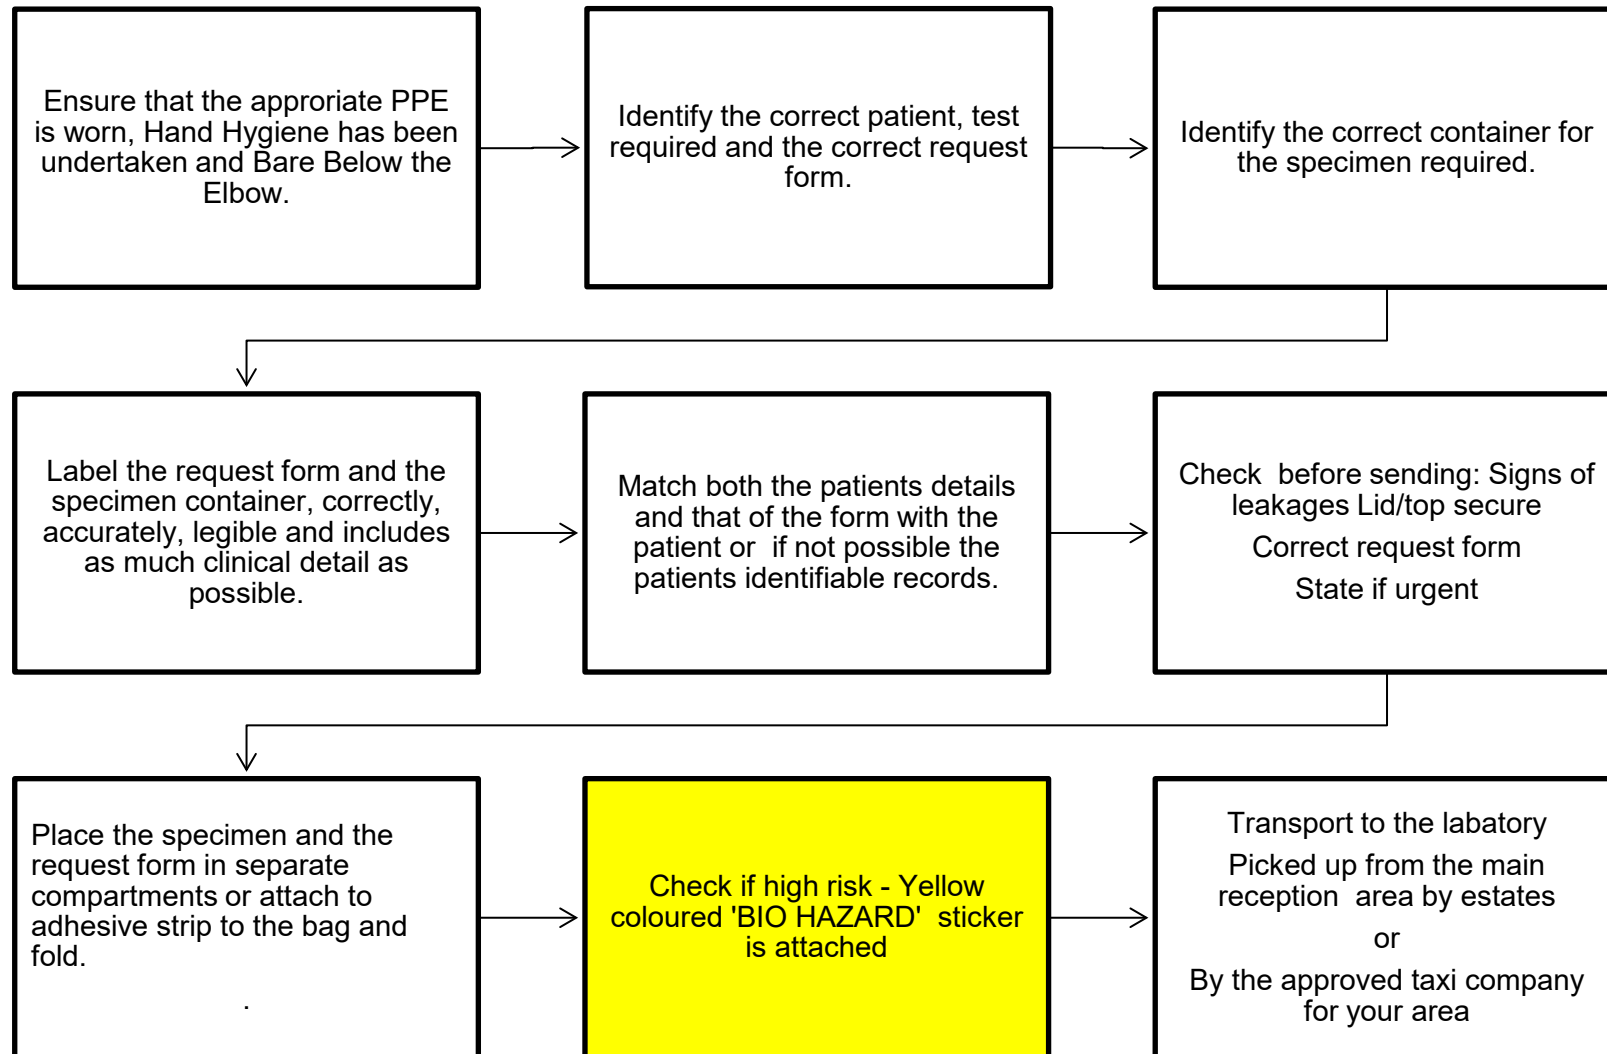 Ensure that the approriate PPE
is worn, Hand Hygiene has been
undertaken and Bare Below the
Elbow.
Identify the correct patient, test
required and the correct request
form.
Identify the correct container for
the specimen required.
Label the request form and the
specimen container, correctly,
accurately, legible and includes
as much clinical detail as
possible.
Match both the patients details
and that of the form with the
patient or  if not possible the
patients identifiable records.
Check  before sending: Signs of
leakages Lid/top secure
Correct request form
State if urgent
Place the specimen and the
request form in separate
compartments or attach to
adhesive strip to the bag and
fold.
.
Check if high risk - Yellow
coloured 'BIO HAZARD'  sticker
is attached
Transport to the labatory
Picked up from the main
reception  area by estates
or
By the approved taxi company
for your area